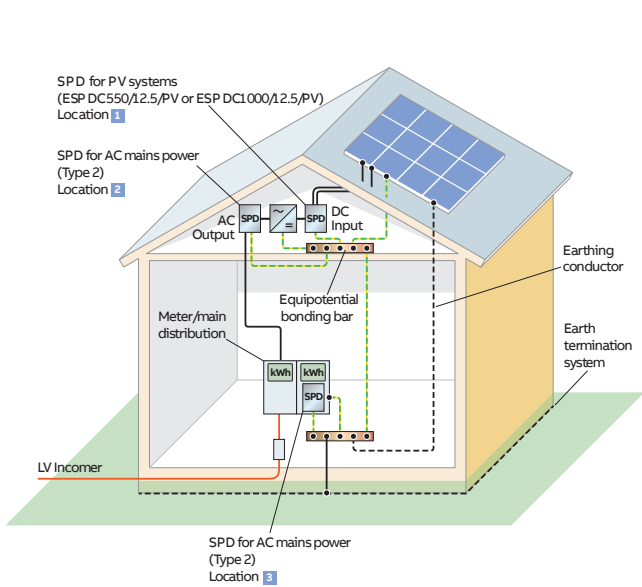 SPD for PV systems
(ESP DC550/12.5/PV or ESP DC1000/12.5/PV)
Location 1
SPD for AC mains power
(Type 2)
Location 2
AC
Output
SPD
~
=
SPD
DC
Input
Equipotential
bonding bar
Earthing
conductor
Meter/main
distribution
Earth
termination
system
kWh
kWh
SPD
LV Incomer
SPD for AC mains power
(Type 2)
Location 3